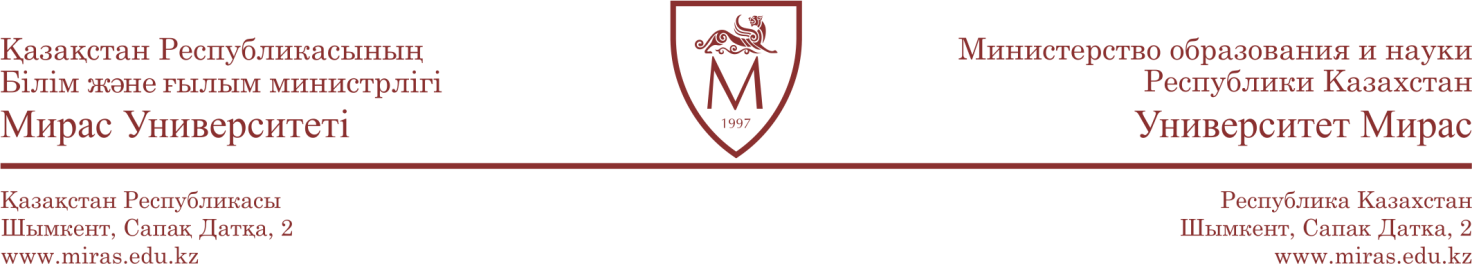 Қазақстан Республикасының
Білім және ғылым министрлігі
Мирас Университеті
М
1997
Министерство образования и науки
Республики Казахстан
Университет Мирас
Қазақстан Республикасы
Шымкент, Сапақ Датқа, 2
www.miras.edu.kz
Республика Казахстан
Шымкент, Сапак Датка, 2
www.miras.edu.kz